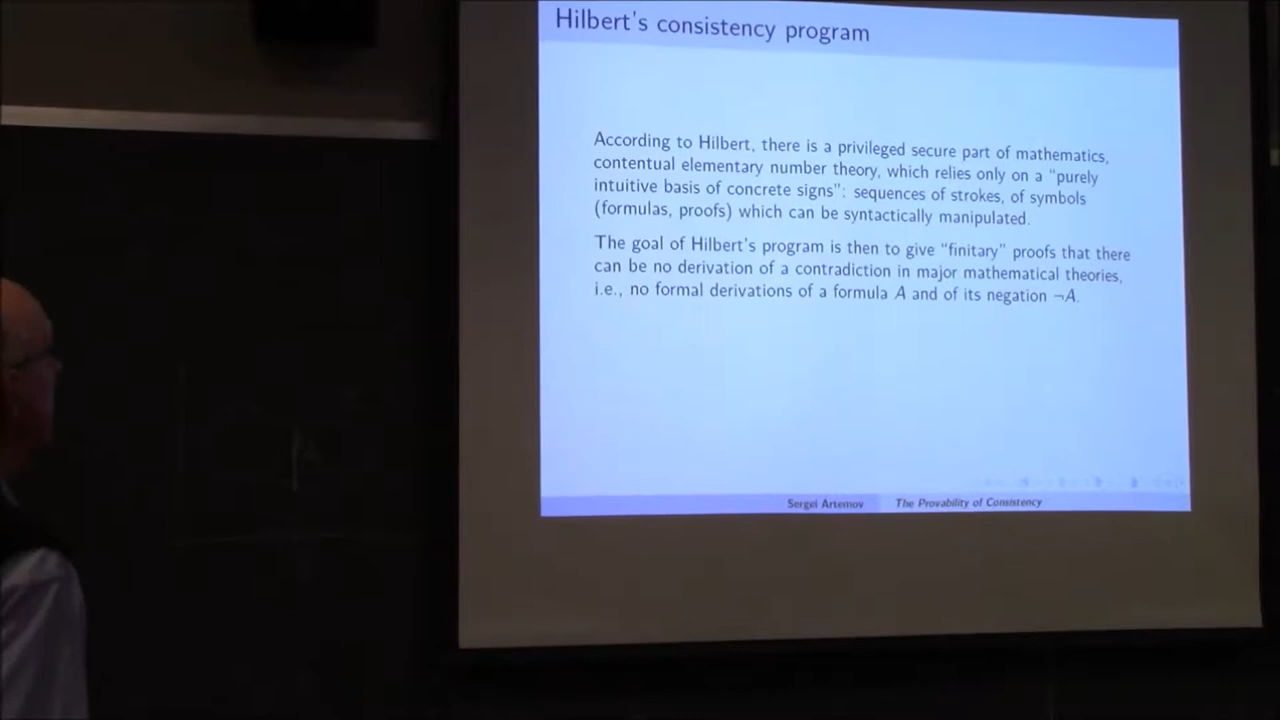 Hilbert's consistency program
According to Hilbert, there is a privileged secure part of mathematics,
contentual elementary number theory, which relies only on a “purely
intuitive basis of concrete signs”: sequences of strokes, of symbols
(formulas, proofs) which can be syntactically manipulated.
The goal of Hilbert's program is then to give “finitary” proofs that there
can be no derivation of a contradiction in major mathematical theories,
i.e., no formal derivations of a formula A and of its negation ¬A.
Sergei Artemov The Provability of Consistency